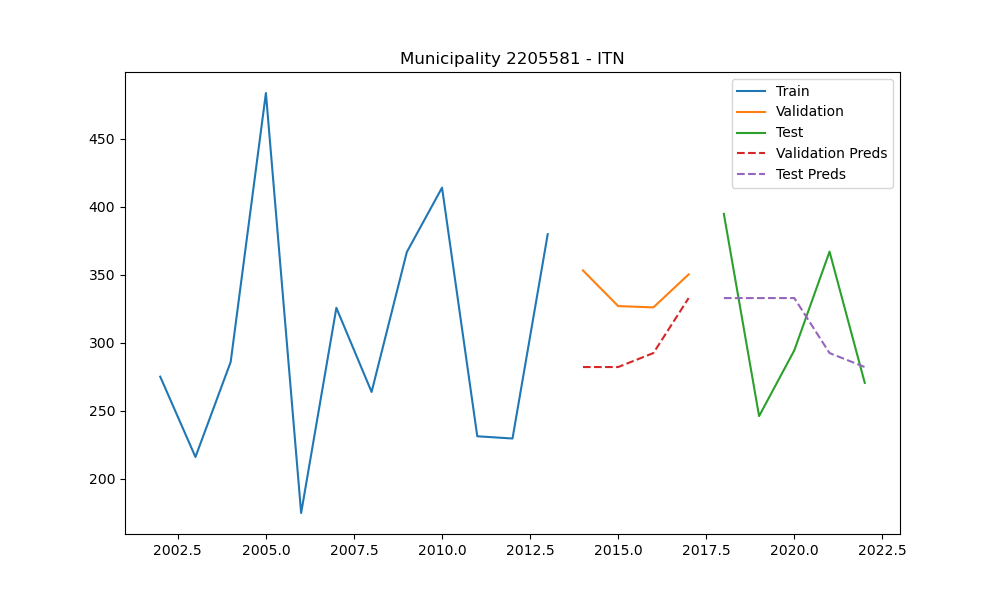 Municipality 2205581 - ITN
Train
Validation
Test
Validation Preds
Test Preds
450
400
350
300
250
200
2002.5 2005.0 2007.5 2010.0 2012.5 2015.0 2017.5 2020.0 2022.5